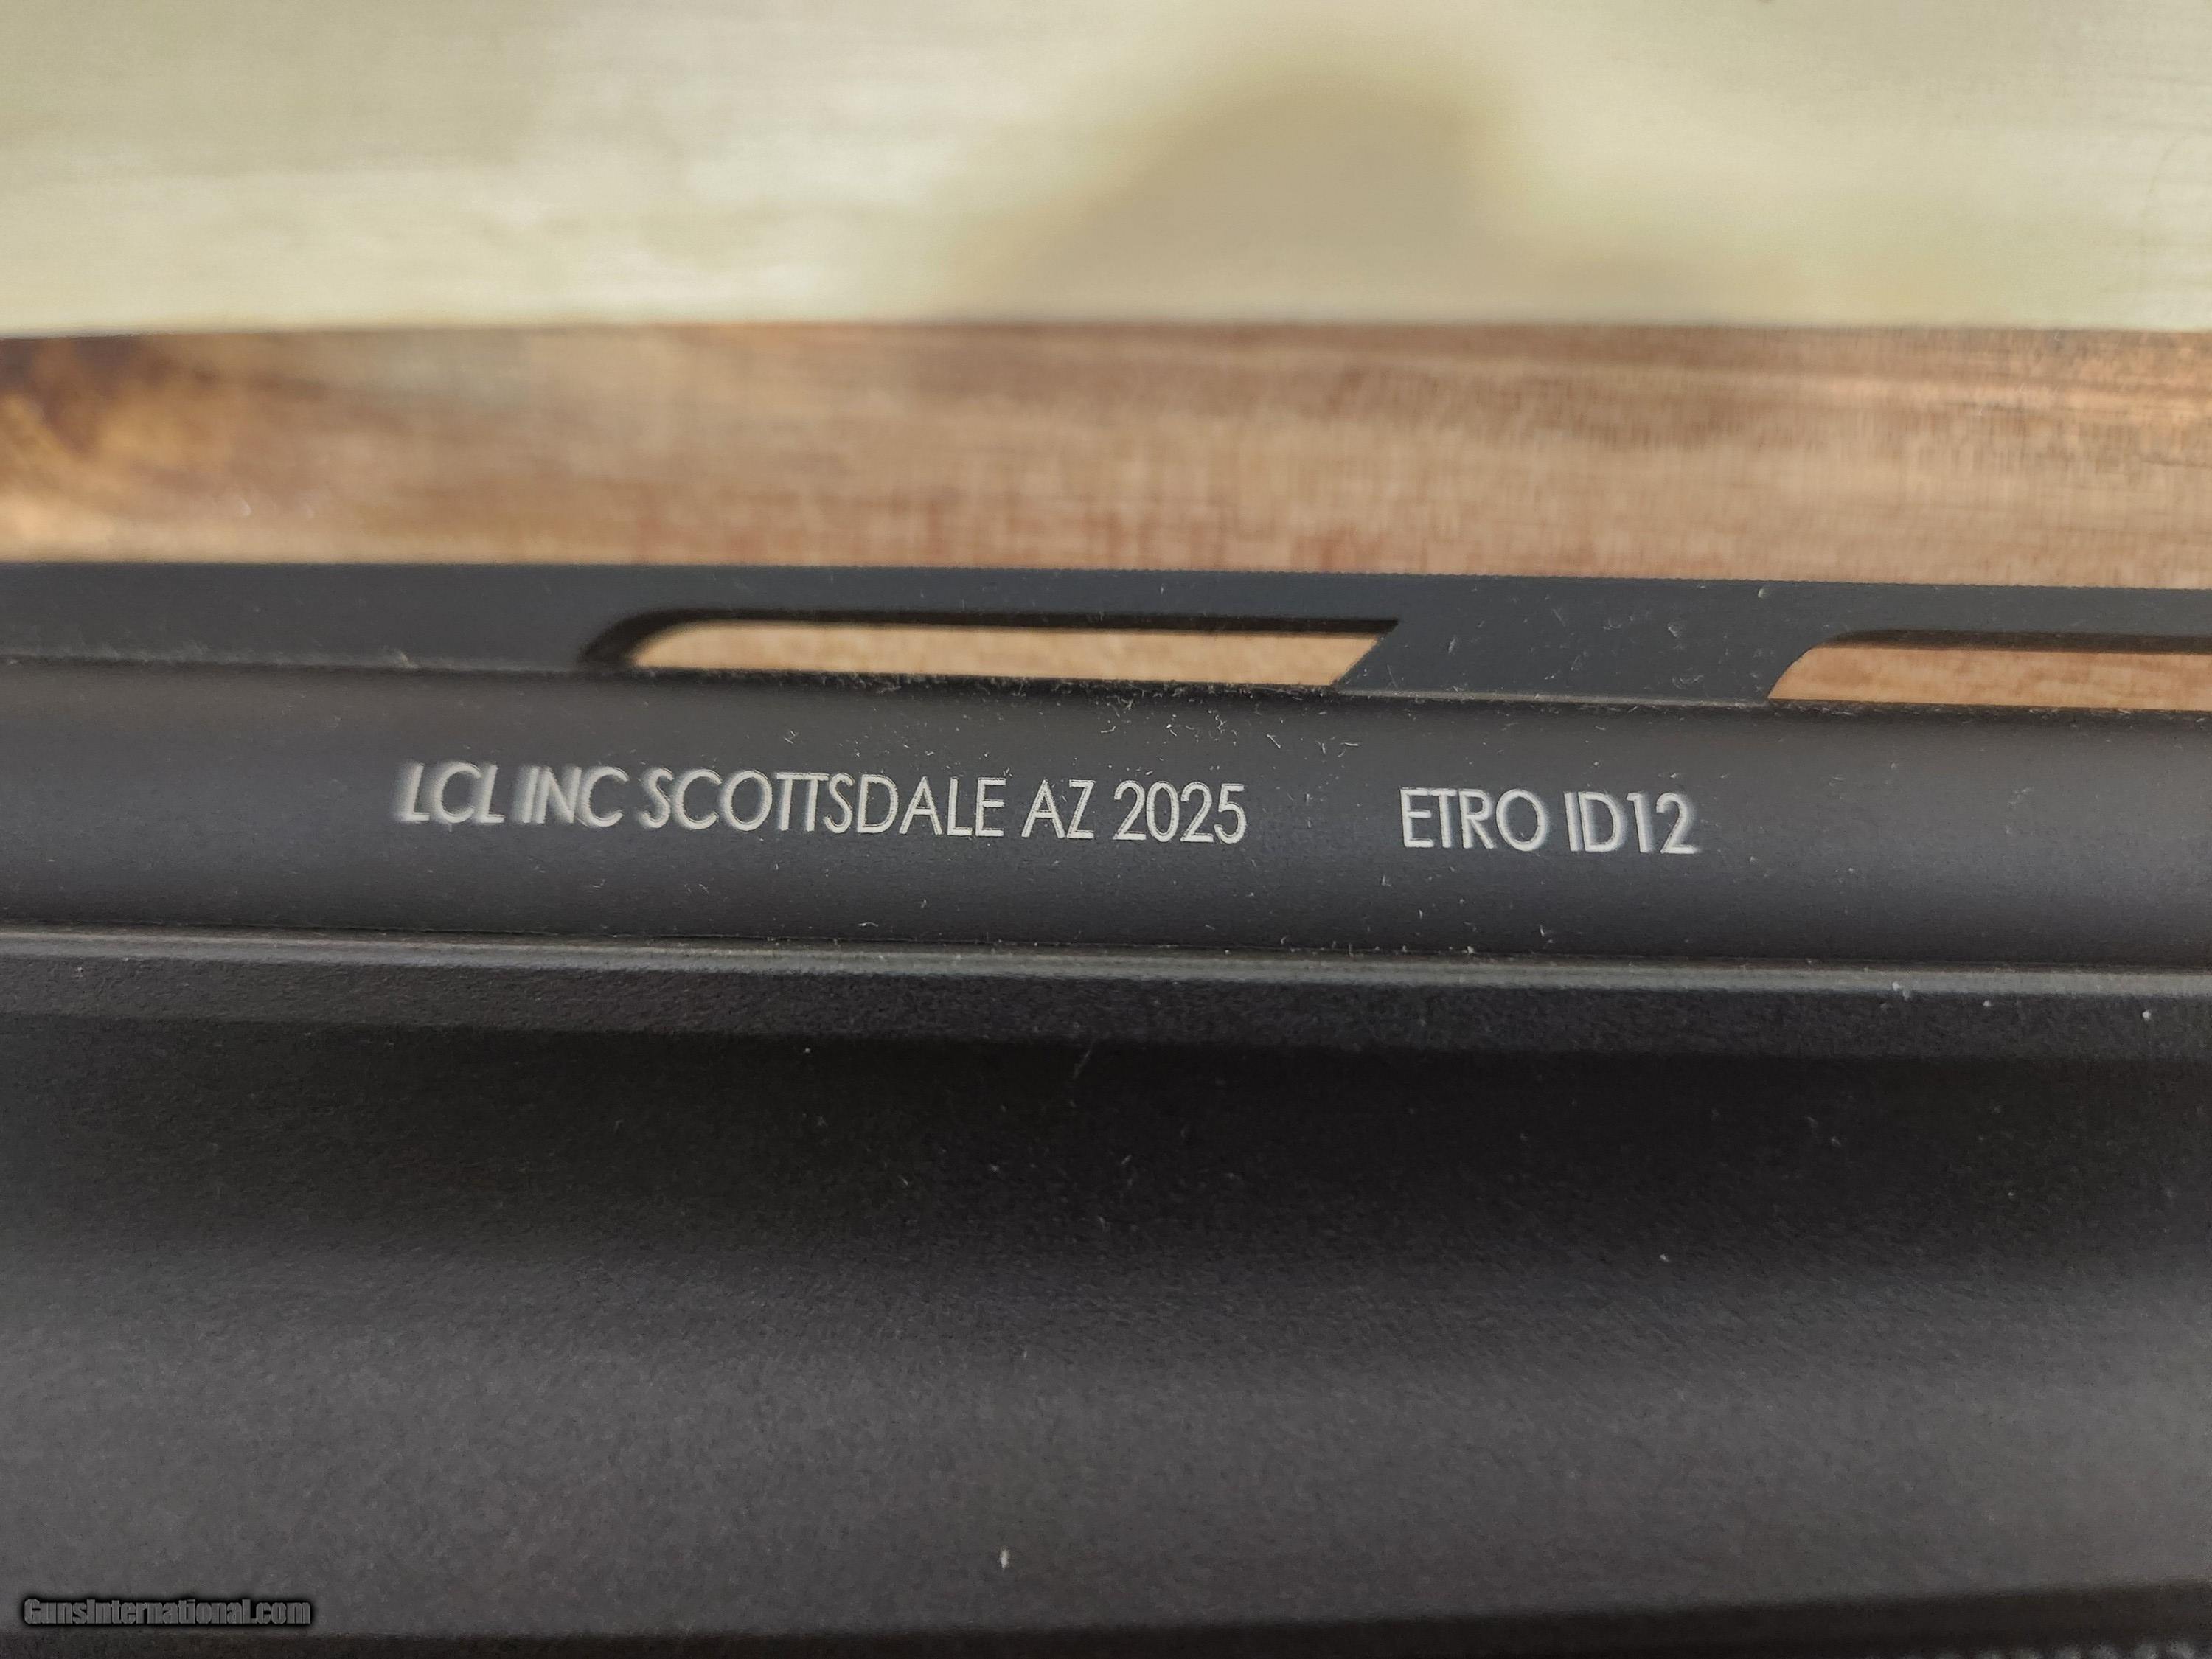 LCL INC SCOTTSDALE AZ 2025 ETRO ID12
GunsInternational.com